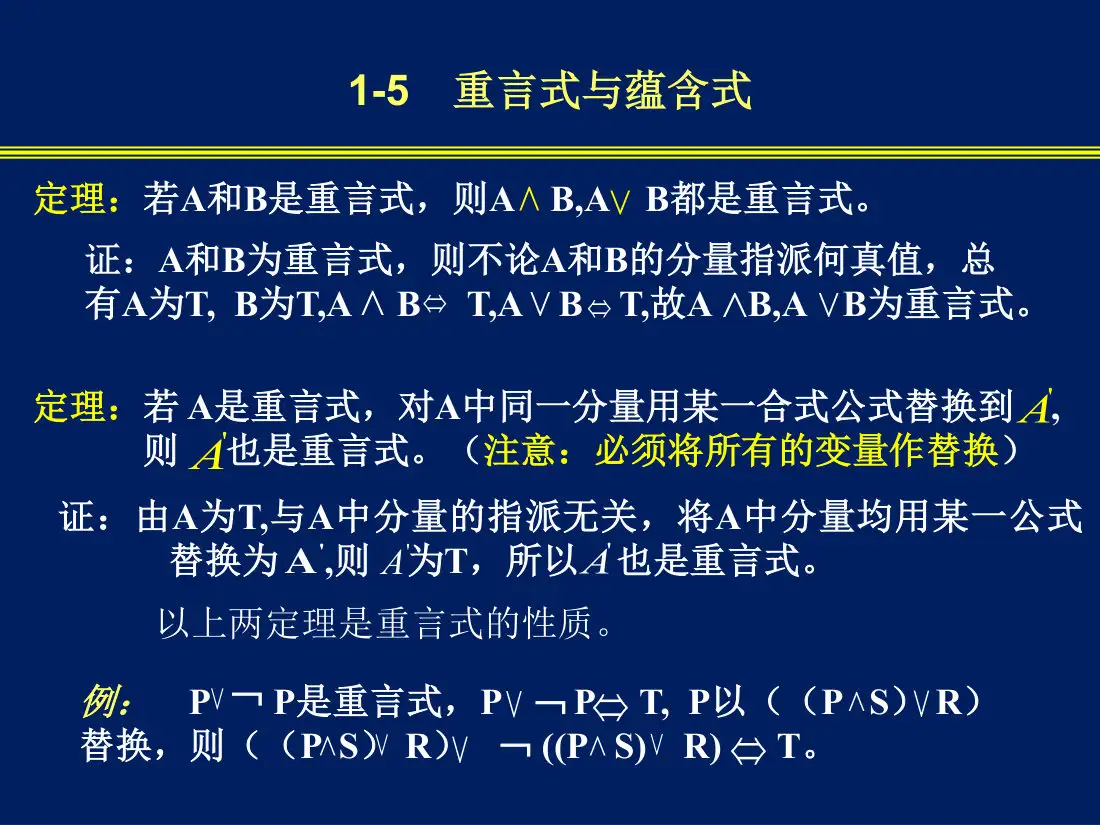 1-5 重言式与蕴含式
定理：若A和B是重言式，则A∧B,A∨ B都是重言式。
证：A和B为重言式，则不论A和B的分量指派何真值，总
有A为T, B为T,A∧B⇔ T,A∨B⇔T,故A∧B,A∨B为重言式。
定理：若 A是重言式，对A中同一分量用某一合式公式替换到A',
则 A'也是重言式。（注意：必须将所有的变量作替换）
证：由A为T,与A中分量的指派无关，将A中分量均用某一公式
替换为 A',则 A'为T，所以A'也是重言式。
以上两定理是重言式的性质。
例： P∨￢P是重言式，P∨￢P⇔ T, P以（（P∧S）∨R）
替换，则（（P∧S）∨ R）∨ ￢((P∧S)∨ R) ⇔ T。